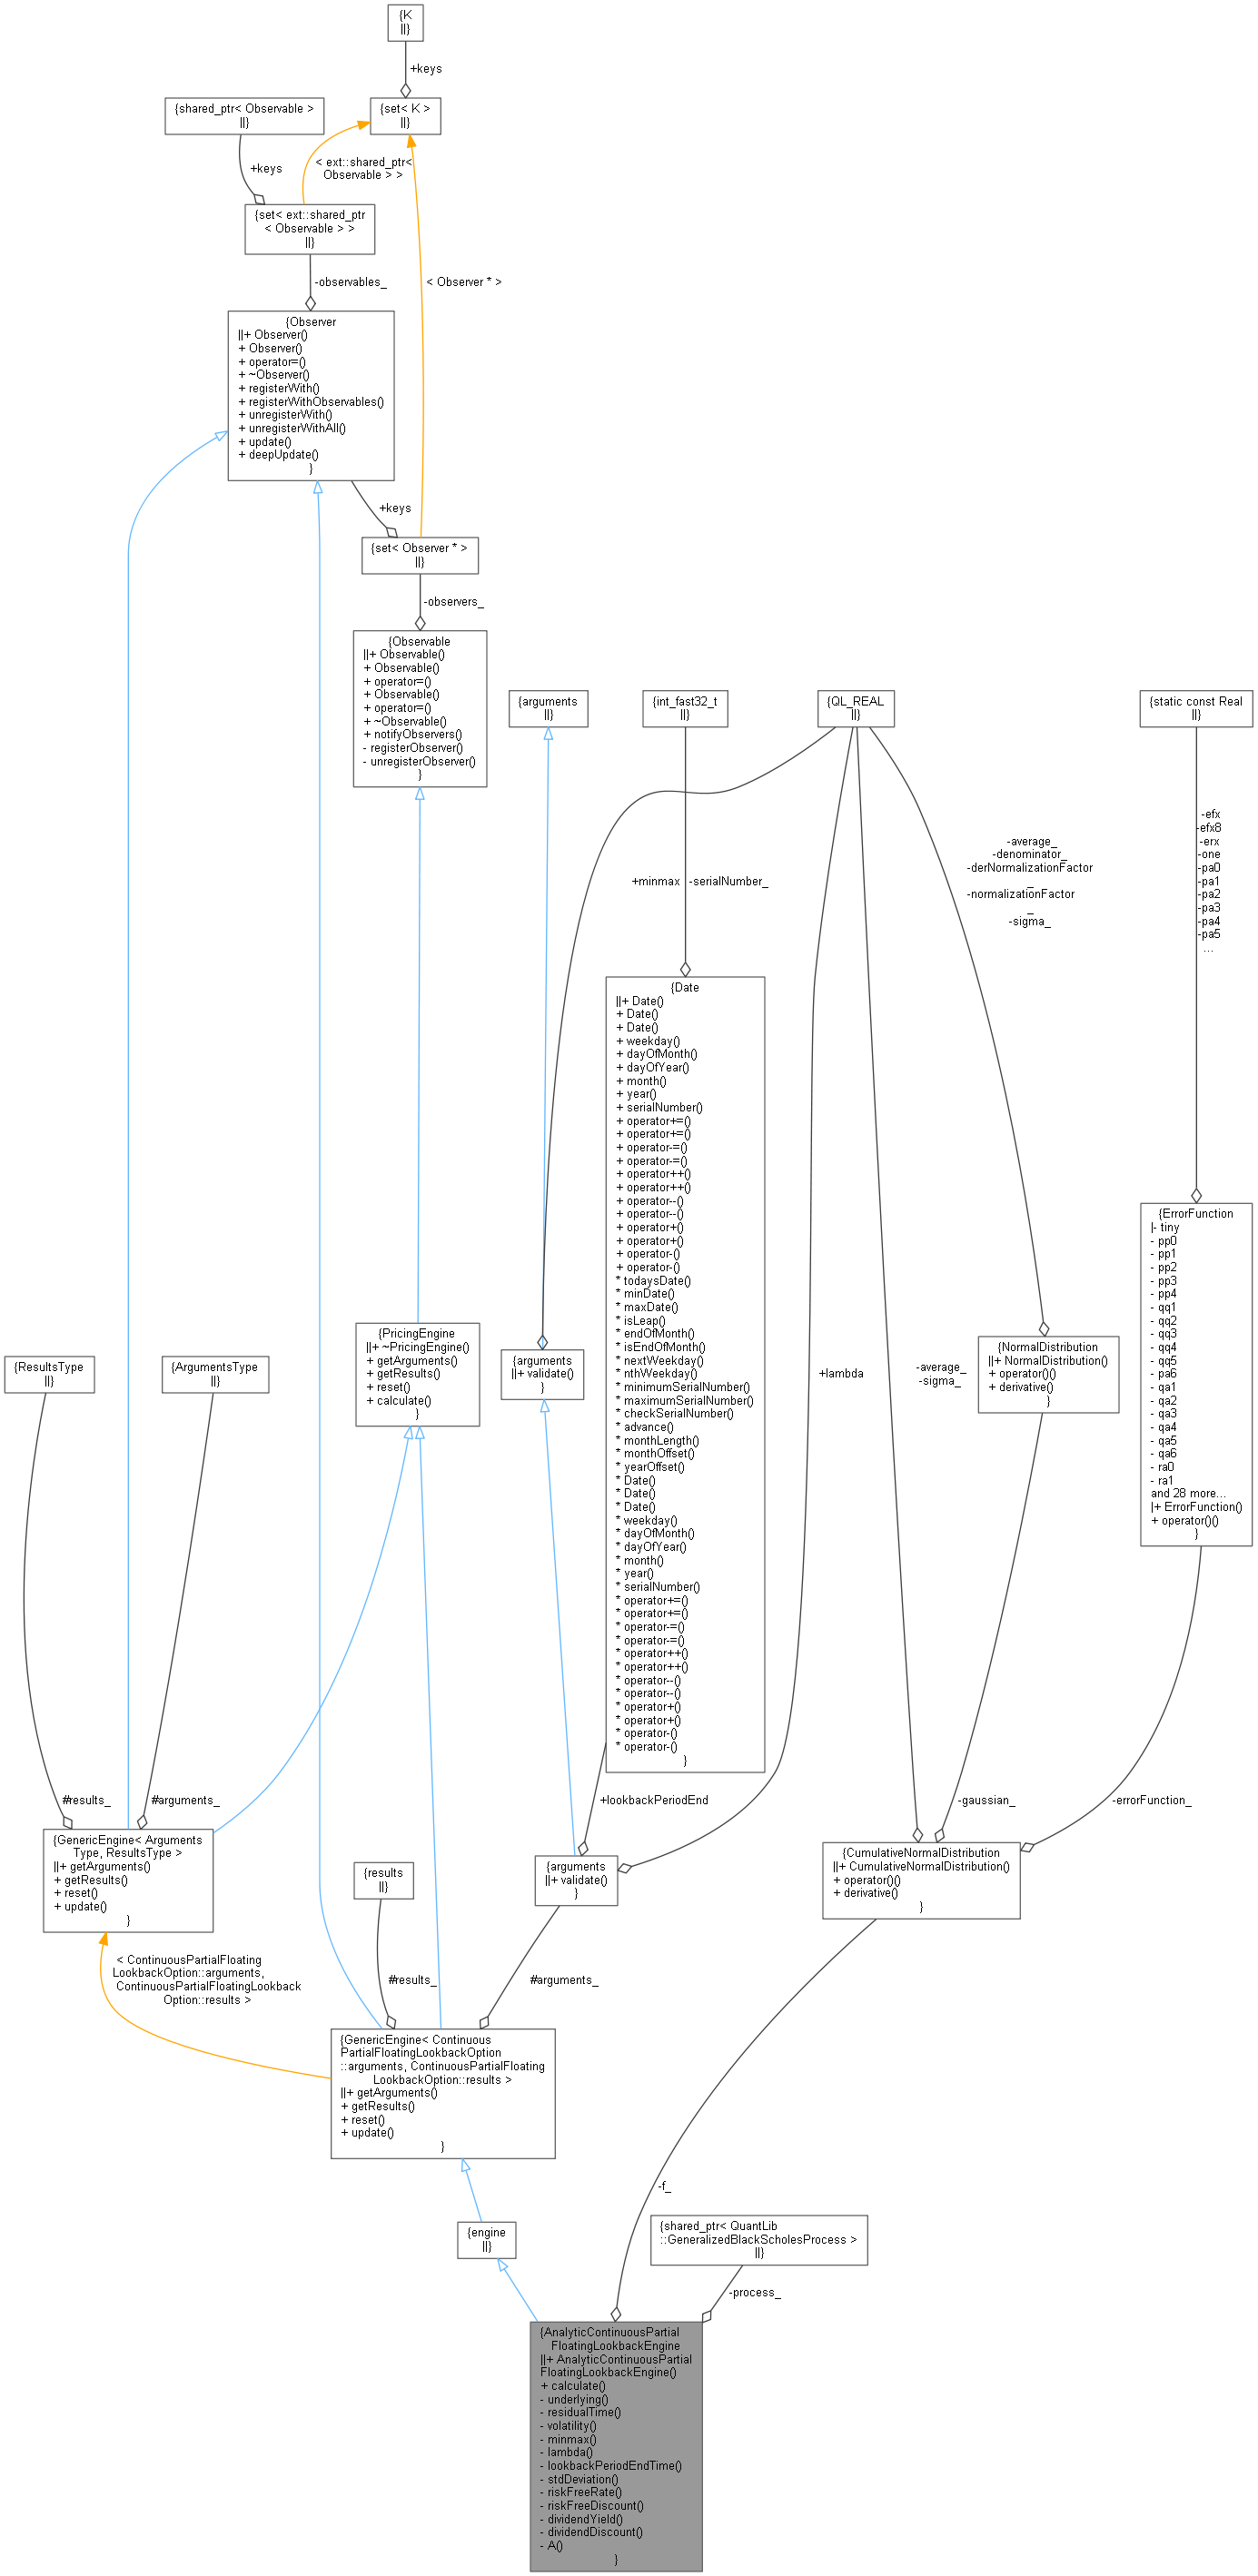 {K
||}
+keys
{shared_ptr< Observable >
||}
{set< K >
||}
+keys
< ext::shared_ptr<
Observable > >
{set< ext::shared_ptr
< Observable > >
||}
-observables_
< Observer * >
{Observer
||+ Observer()
+ Observer()
+ operator=()
+ ~Observer()
+ registerWith()
+ registerWithObservables()
+ unregisterWith()
+ unregisterWithAll()
+ update()
+ deepUpdate()
}
+keys
{set< Observer * >
||}
-observers_
{Observable
||+ Observable()
+ Observable()
+ operator=()
+ Observable()
+ operator=()
+ ~Observable()
+ notifyObservers()
- registerObserver()
- unregisterObserver()
}
{arguments
||}
{int_fast32_t
||}
{QL_REAL
||}
{static const Real
||}
+minmax
-serialNumber_
-average_
-denominator_
-derNormalizationFactor
_
-normalizationFactor
_
-sigma_
-efx
-efx8
-erx
-one
-pa0
-pa1
-pa2
-pa3
-pa4
-pa5
...
{Date
||+ Date()
+ Date()
+ Date()
+ weekday()
+ dayOfMonth()
+ dayOfYear()
+ month()
+ year()
+ serialNumber()
+ operator+=()
+ operator+=()
+ operator-=()
+ operator-=()
+ operator++()
+ operator++()
+ operator--()
+ operator--()
+ operator+()
+ operator+()
+ operator-()
+ operator-()
* todaysDate()
* minDate()
* maxDate()
* isLeap()
* endOfMonth()
* isEndOfMonth()
* nextWeekday()
* nthWeekday()
* minimumSerialNumber()
* maximumSerialNumber()
* checkSerialNumber()
* advance()
* monthLength()
* monthOffset()
* yearOffset()
* Date()
* Date()
* Date()
* weekday()
* dayOfMonth()
* dayOfYear()
* month()
* year()
* serialNumber()
* operator+=()
* operator+=()
* operator-=()
* operator-=()
* operator++()
* operator++()
* operator--()
* operator--()
* operator+()
* operator+()
* operator-()
* operator-()
}
{ErrorFunction
|- tiny
- pp0
- pp1
- pp2
- pp3
- pp4
- qq1
- qq2
- qq3
- qq4
- qq5
- pa6
- qa1
- qa2
- qa3
- qa4
- qa5
- qa6
- ra0
- ra1
and 28 more...
|+ ErrorFunction()
+ operator()()
}
{PricingEngine
||+ ~PricingEngine()
+ getArguments()
+ getResults()
+ reset()
+ calculate()
}
{ResultsType
||}
{ArgumentsType
||}
{arguments
||+ validate()
}
{NormalDistribution
||+ NormalDistribution()
+ operator()()
+ derivative()
}
+lambda
-average_
-sigma_
#results_
#arguments_
+lookbackPeriodEnd
-gaussian_
-errorFunction_
{GenericEngine< Arguments
Type, ResultsType >
||+ getArguments()
+ getResults()
+ reset()
+ update()
}
{results
||}
{arguments
||+ validate()
}
{CumulativeNormalDistribution
||+ CumulativeNormalDistribution()
+ operator()()
+ derivative()
}
< ContinuousPartialFloating
LookbackOption::arguments,
ContinuousPartialFloatingLookback
Option::results >
#results_
#arguments_
{GenericEngine< Continuous
PartialFloatingLookbackOption
::arguments, ContinuousPartialFloating
LookbackOption::results >
||+ getArguments()
+ getResults()
+ reset()
+ update()
}
-f_
{engine
||}
{shared_ptr< QuantLib
::GeneralizedBlackScholesProcess >
||}
-process_
{AnalyticContinuousPartial
FloatingLookbackEngine
||+ AnalyticContinuousPartial
FloatingLookbackEngine()
+ calculate()
- underlying()
- residualTime()
- volatility()
- minmax()
- lambda()
- lookbackPeriodEndTime()
- stdDeviation()
- riskFreeRate()
- riskFreeDiscount()
- dividendYield()
- dividendDiscount()
- A()
}